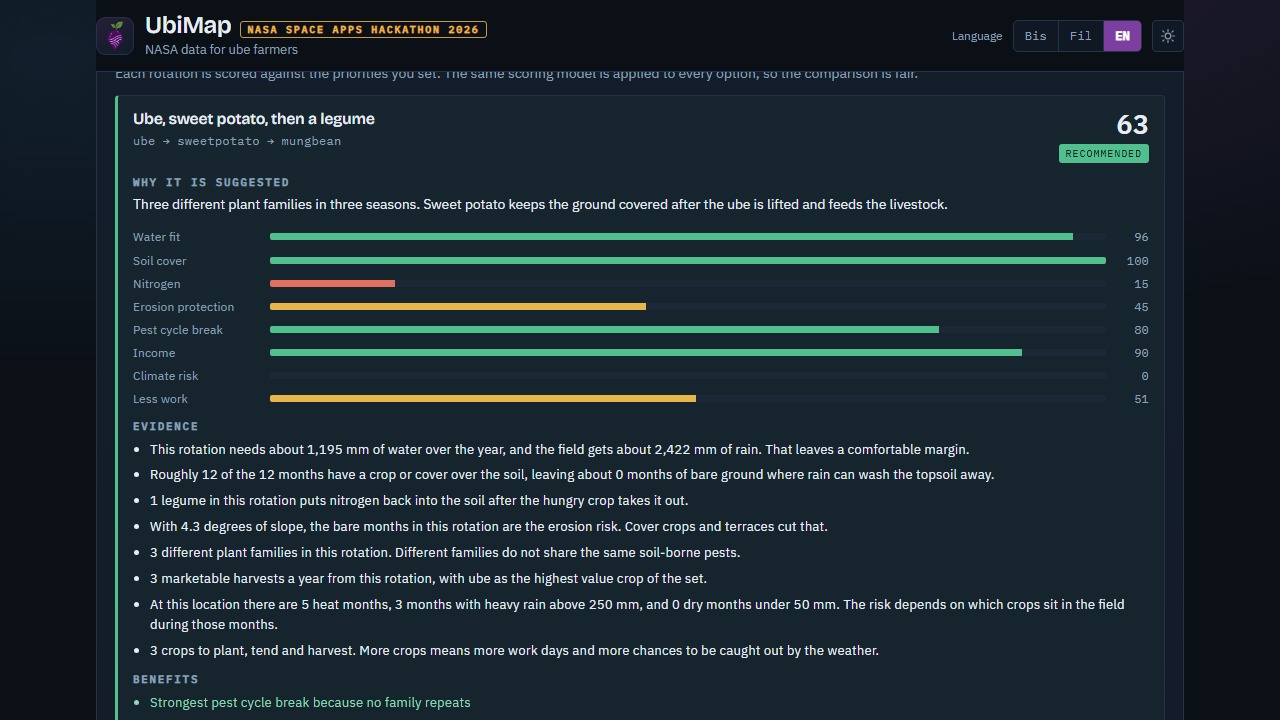 UbiMap NASA SPACE APPS HACKATHON 2026
NASA data for ube farmers
Language Bis Fil EN
Each rotation is scored against the priorities you set. The same scoring model is applied to every option, so the comparison is fair.
Ube, sweet potato, then a legume
63
ube → sweetpotato → mungbean
RECOMMENDED
WHY IT IS SUGGESTED
Three different plant families in three seasons. Sweet potato keeps the ground covered after the ube is lifted and feeds the livestock.
Water fit 96
Soil cover 100
Nitrogen 15
Erosion protection 45
Pest cycle break 80
Income 90
Climate risk 0
Less work 51
EVIDENCE
• This rotation needs about 1,195 mm of water over the year, and the field gets about 2,422 mm of rain. That leaves a comfortable margin.
• Roughly 12 of the 12 months have a crop or cover over the soil, leaving about 0 months of bare ground where rain can wash the topsoil away.
• 1 legume in this rotation puts nitrogen back into the soil after the hungry crop takes it out.
• With 4.3 degrees of slope, the bare months in this rotation are the erosion risk. Cover crops and terraces cut that.
• 3 different plant families in this rotation. Different families do not share the same soil-borne pests.
• 3 marketable harvests a year from this rotation, with ube as the highest value crop of the set.
• At this location there are 5 heat months, 3 months with heavy rain above 250 mm, and 0 dry months under 50 mm. The risk depends on which crops sit in the field
during those months.
• 3 crops to plant, tend and harvest. More crops means more work days and more chances to be caught out by the weather.
BENEFITS
• Strongest pest cycle break because no family repeats